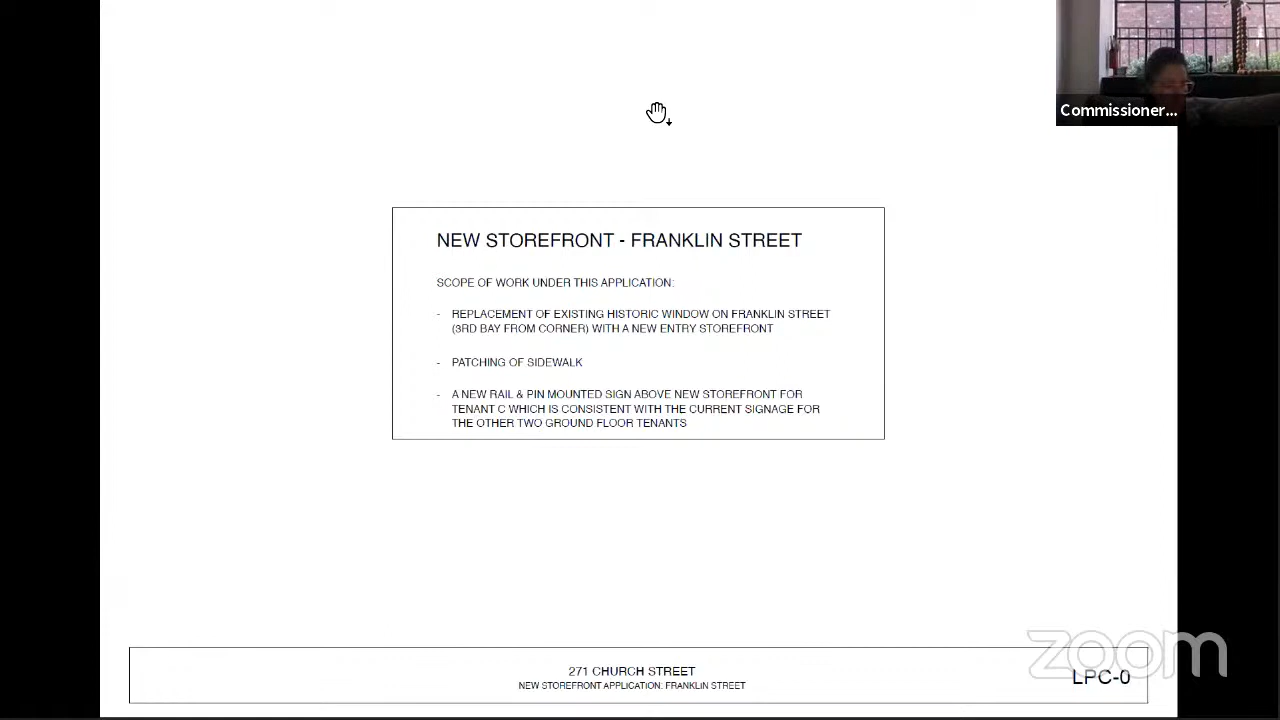 Commissioner...
NEW STOREFRONT - FRANKLIN STREET
SCOPE OF WORK UNDER THIS APPLICATION:
- REPLACEMENT OF EXISTING HISTORIC WINDOW ON FRANKLIN STREET
(3RD BAY FROM CORNER) WITH A NEW ENTRY STOREFRONT
- PATCHING OF SIDEWALK
- A NEW RAIL & PIN MOUNTED SIGN ABOVE NEW STOREFRONT FOR
TENANT C WHICH IS CONSISTENT WITH THE CURRENT SIGNAGE FOR
THE OTHER TWO GROUND FLOOR TENANTS
zoom
271 CHURCH STREET
NEW STOREFRONT APPLICATION: FRANKLIN STREET
LPC-0